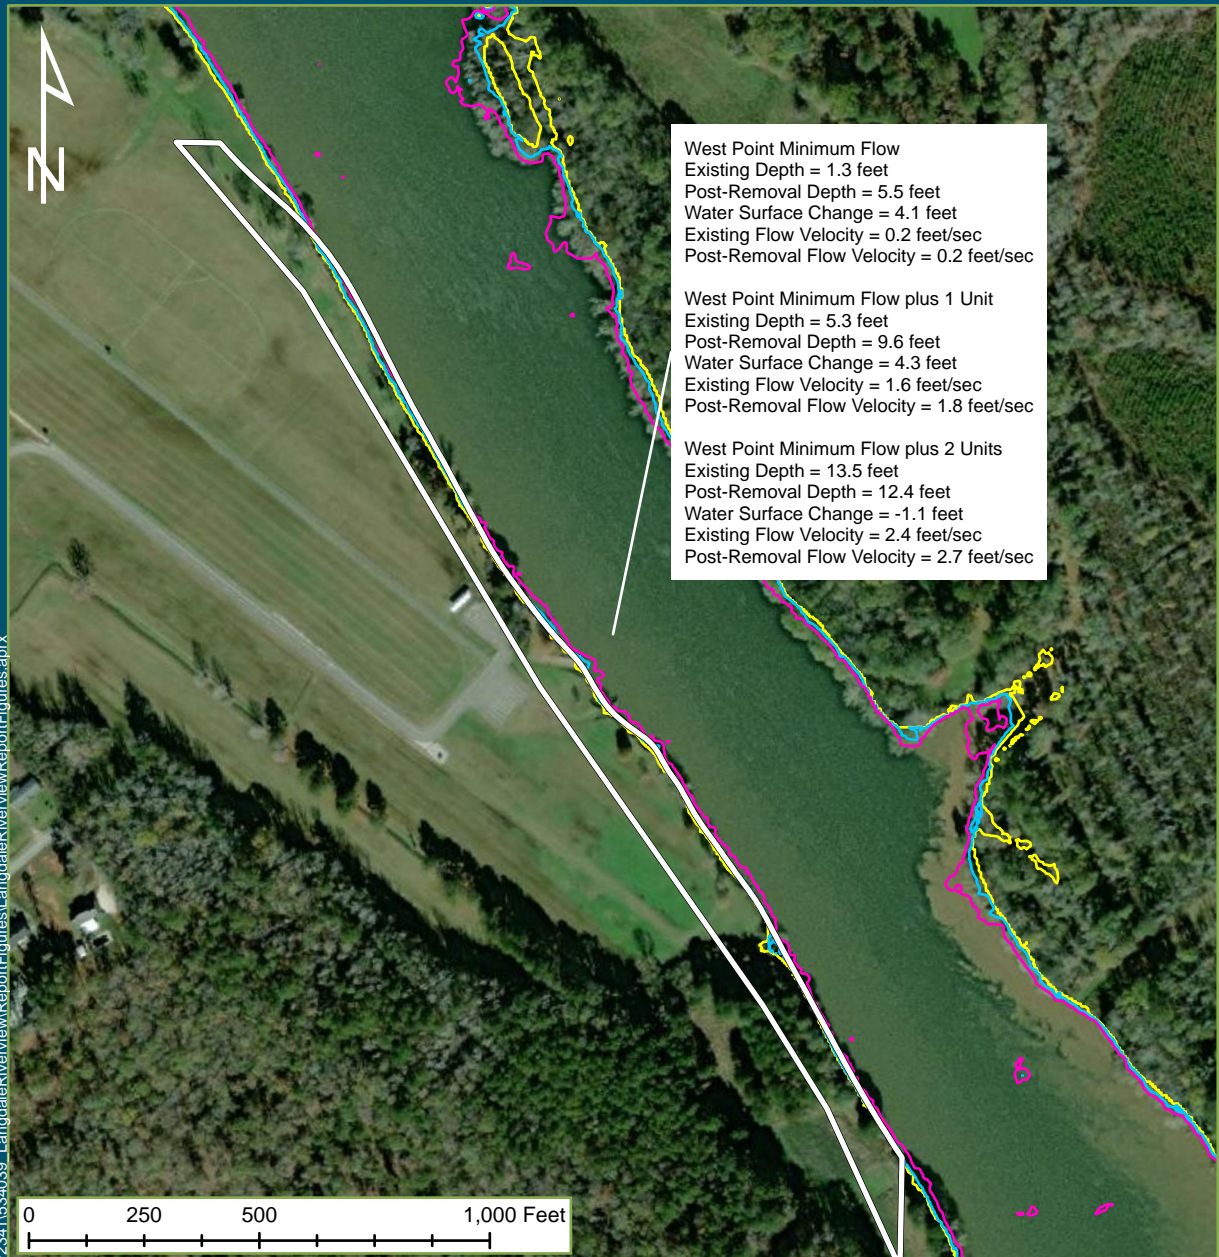 N
West Point Minimum Flow
Existing Depth = 1.3 feet
Post-Removal Depth = 5.5 feet
Water Surface Change = 4.1 feet
Existing Flow Velocity = 0.2 feet/sec
Post-Removal Flow Velocity = 0.2 feet/sec
West Point Minimum Flow plus 1 Unit
Existing Depth = 5.3 feet
Post-Removal Depth = 9.6 feet
Water Surface Change = 4.3 feet
Existing Flow Velocity = 1.6 feet/sec
Post-Removal Flow Velocity = 1.8 feet/sec
West Point Minimum Flow plus 2 Units
Existing Depth = 13.5 feet
Post-Removal Depth = 12.4 feet
Water Surface Change = -1.1 feet
Existing Flow Velocity = 2.4 feet/sec
Post-Removal Flow Velocity = 2.7 feet/sec
0 250 500 1,000 Feet